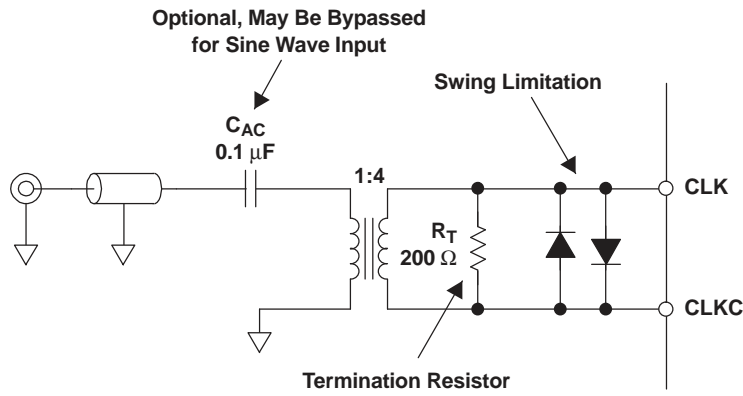 Optional, May Be Bypassed
for Sine Wave Input
Swing Limitation
CAC
0.1 μF
1:4
CLK
RT
200 Ω
CLKC
Termination Resistor